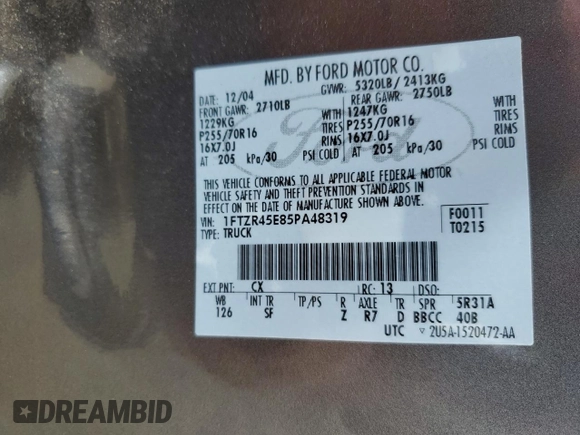 MFD. BY FORD MOTOR CO.
DATE: 12/04 GVWR: 5320LB/2413KG
FRONT GAWR: 2710LB REAR GAWR: 2750LB
1229KG WITH 1247KG WITH
P255/70R16 TIRES P255/70R16 TIRES
16X7.0J RIMS 16X7.0J RIMS
AT 205 kPa/30 PSI COLD AT 205 kPa/30 PSI COLD
Ford
THIS VEHICLE CONFORMS TO ALL APPLICABLE FEDERAL MOTOR
VEHICLE SAFETY AND THEFT PREVENTION STANDARDS IN
EFFECT ON THE DATE OF MANUFACTURE SHOWN ABOVE.
VIN: 1FTZR45E85PA48319 F0011
TYPE: TRUCK T0215
EXT PNT: CX RC: 13 DSO:
WB INT TR TP/PS R AXLE TR SPR 5R31A
126 SF Z R7 D BBCC 40B
UTC ▽ 2U5A-1520472-AA
DREAMBID